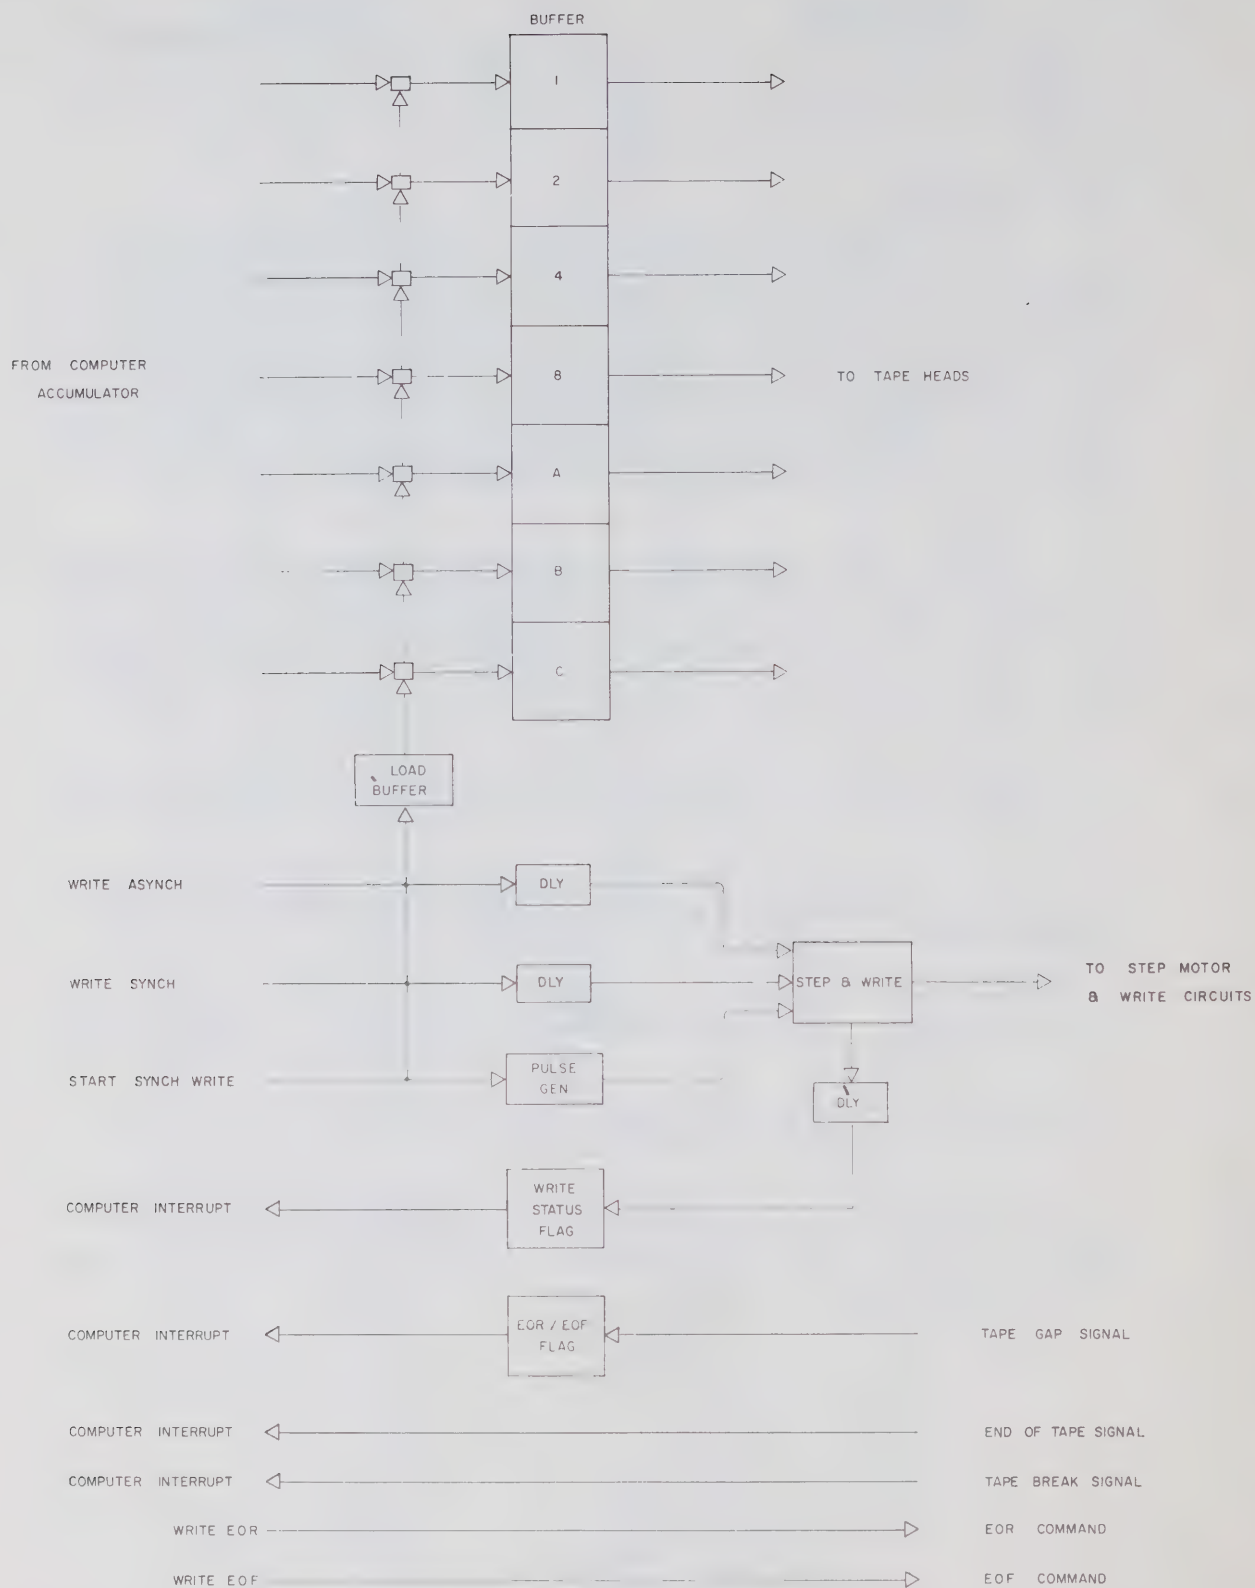 BUFFER
1
2
4
FROM COMPUTER
ACCUMULATOR
8
TO TAPE HEADS
A
B
C
LOAD
BUFFER
WRITE ASYNCH
DLY
WRITE SYNCH
DLY
STEP & WRITE
TO STEP MOTOR
& WRITE CIRCUITS
START SYNCH WRITE
PULSE
GEN
DLY
COMPUTER INTERRUPT
WRITE
STATUS
FLAG
COMPUTER INTERRUPT
EOR / EOF
FLAG
TAPE GAP SIGNAL
COMPUTER INTERRUPT
END OF TAPE SIGNAL
COMPUTER INTERRUPT
TAPE BREAK SIGNAL
WRITE EOR
EOR COMMAND
WRITE EOF
EOF COMMAND